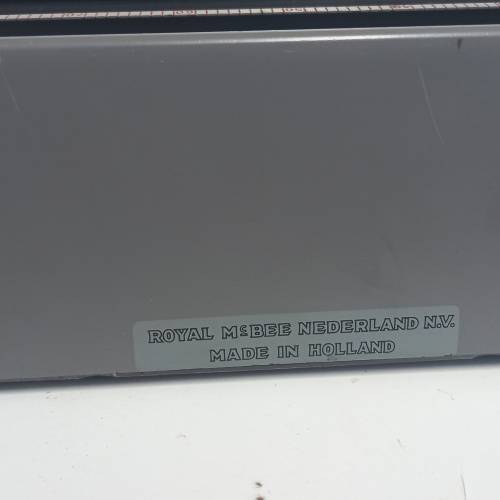 ROYAL McBEE NEDERLAND N.V.
MADE IN HOLLAND